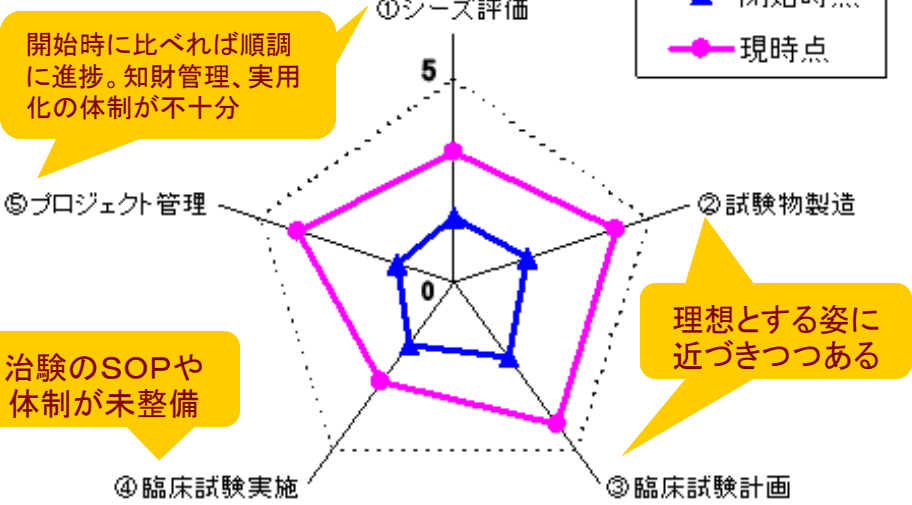 ①シーズ評価
開始時点
現時点
開始時に比べれば順調
に進捗。知財管理、実用
化の体制が不十分
5
⑤プロジェクト管理
②試験物製造
0
理想とする姿に
近づきつつある
治験のSOPや
体制が未整備
④臨床試験実施
③臨床試験計画